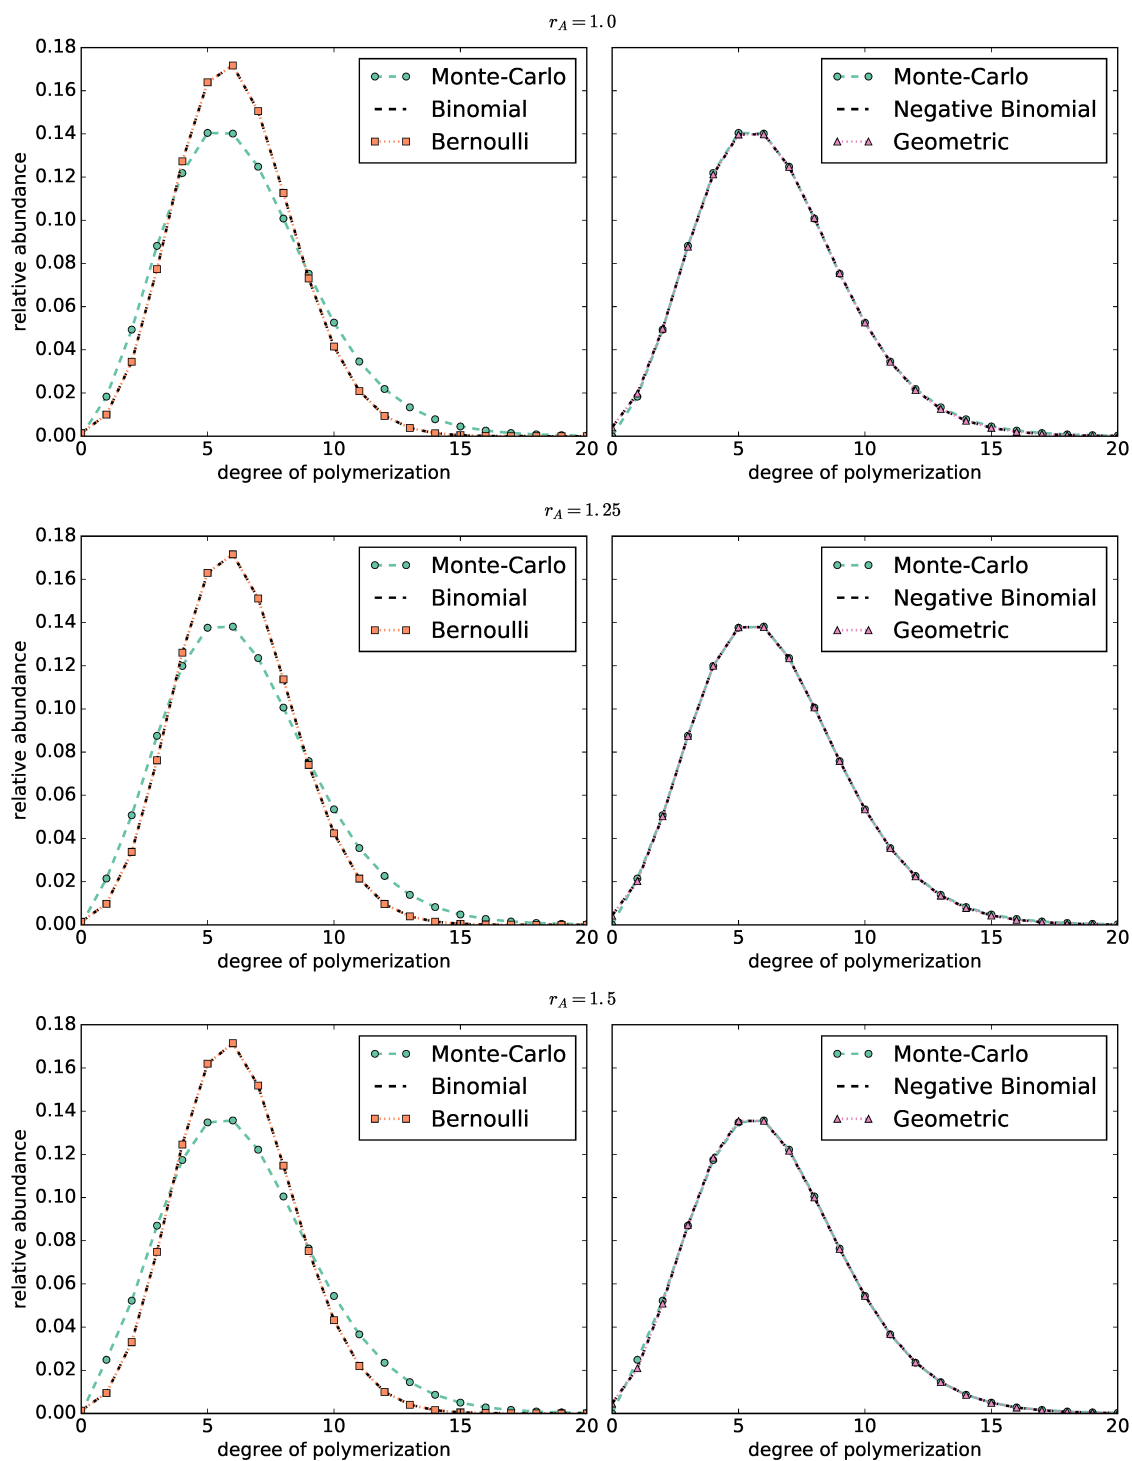 r_A = 1.0
0.18
0.16
0.14
0.12
0.10
0.08
0.06
0.04
0.02
0.00
relative abundance
Monte-Carlo
Binomial
Bernoulli
0 5 10 15 20
degree of polymerization
Monte-Carlo
Negative Binomial
Geometric
0 5 10 15 20
degree of polymerization
r_A = 1.25
0.18
0.16
0.14
0.12
0.10
0.08
0.06
0.04
0.02
0.00
relative abundance
Monte-Carlo
Binomial
Bernoulli
0 5 10 15 20
degree of polymerization
Monte-Carlo
Negative Binomial
Geometric
0 5 10 15 20
degree of polymerization
r_A = 1.5
0.18
0.16
0.14
0.12
0.10
0.08
0.06
0.04
0.02
0.00
relative abundance
Monte-Carlo
Binomial
Bernoulli
0 5 10 15 20
degree of polymerization
Monte-Carlo
Negative Binomial
Geometric
0 5 10 15 20
degree of polymerization